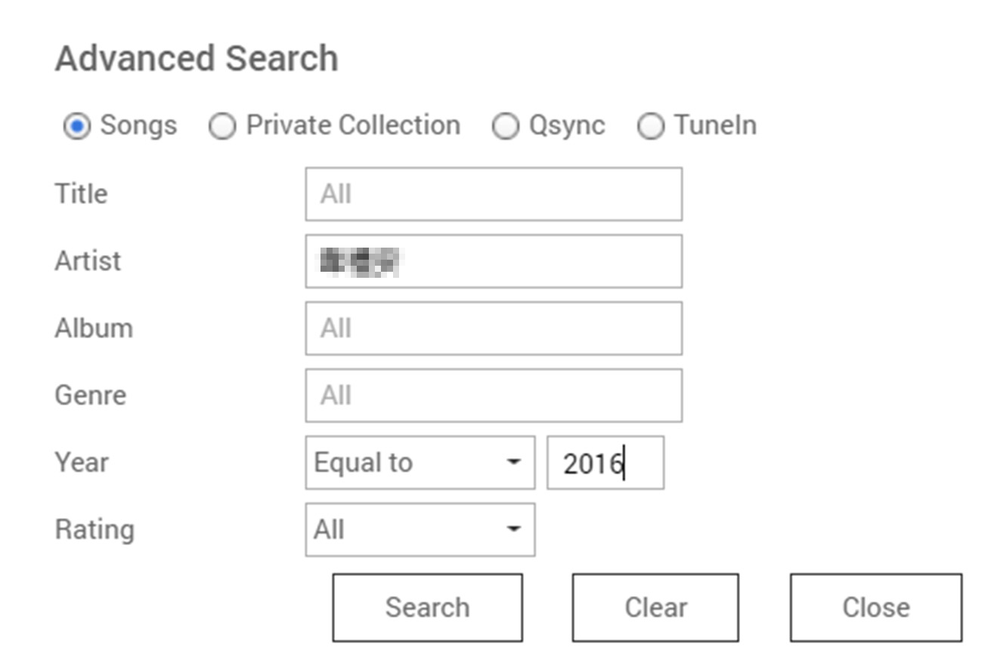 Advanced Search
Songs Private Collection Qsync TuneIn
Title All
Artist
Album All
Genre All
Year Equal to 2016
Rating All
Search Clear Close